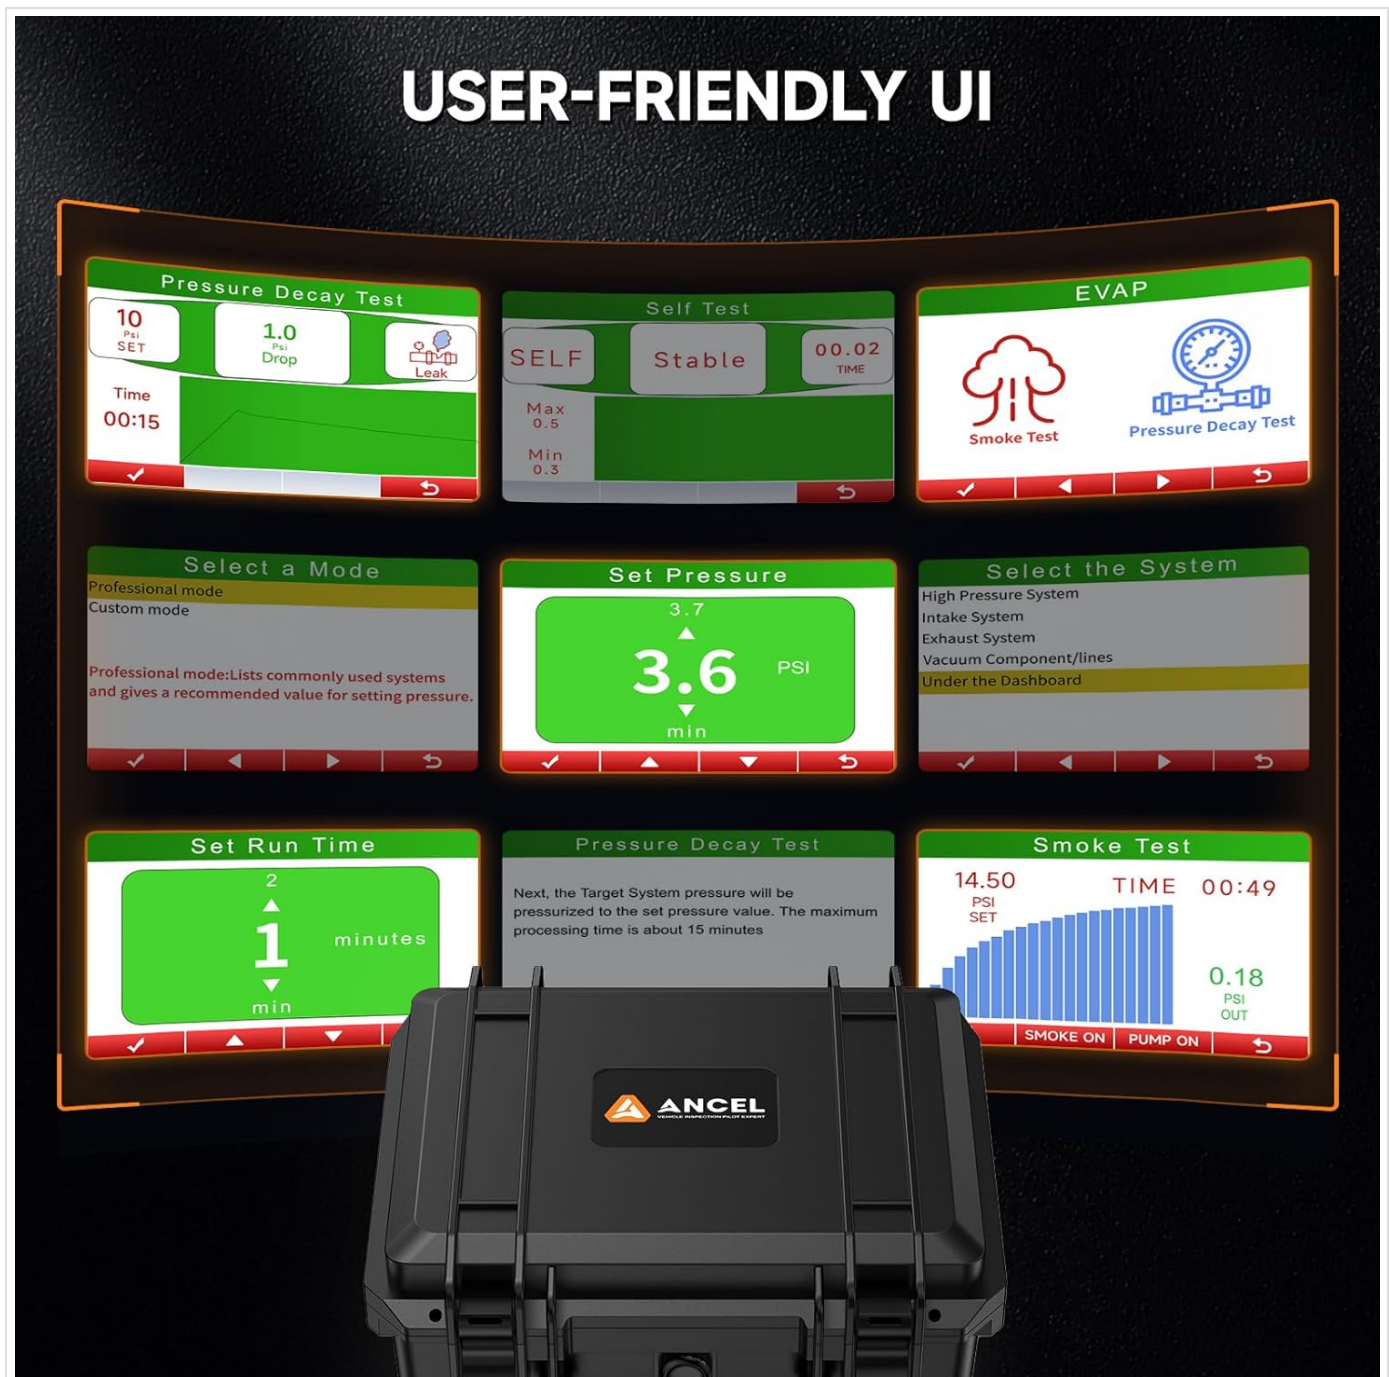 USER-FRIENDLY UI
Pressure Decay Test
10
Psi
SET
1.0
Psi
Drop
Leak
Time
00:15
Self Test
SELF
Stable
00.02
TIME
Max
0.5
Min
0.3
EVAP
Smoke Test
Pressure Decay Test
Select a Mode
Professional mode
Custom mode
Professional mode:Lists commonly used systems
and gives a recommended value for setting pressure.
Set Pressure
3.7
3.6 PSI
min
Select the System
High Pressure System
Intake System
Exhaust System
Vacuum Component/lines
Under the Dashboard
Set Run Time
2
1 minutes
min
Pressure Decay Test
Next, the Target System pressure will be
pressurized to the set pressure value. The maximum
processing time is about 15 minutes
Smoke Test
14.50
PSI
SET
TIME 00:49
0.18
PSI
OUT
SMOKE ON
PUMP ON
ANCEL
VEHICLE INSPECTION PILOT EXPERT